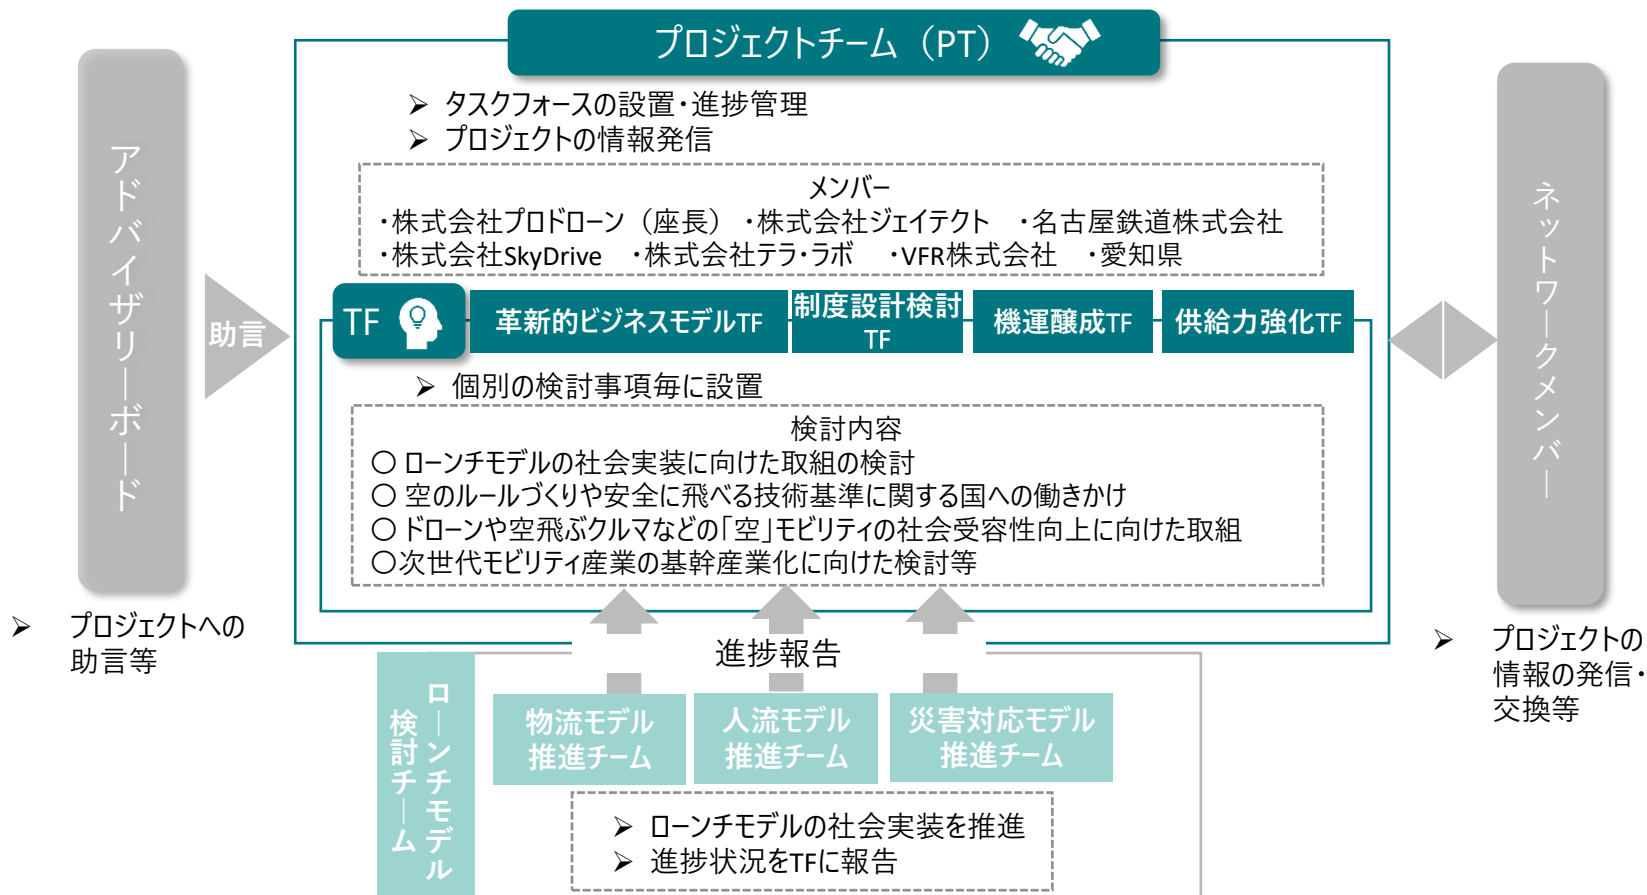 プロジェクトチーム（PT）
➢ タスクフォースの設置・進捗管理
➢ プロジェクトの情報発信
メンバー
・株式会社プロドローン（座長）・株式会社ジェイテクト　・名古屋鉄道株式会社
・株式会社SkyDrive　・株式会社テラ・ラボ　・VFR株式会社　・愛知県
アドバイザリーボード
助言
➢ プロジェクトへの
助言等
TF
革新的ビジネスモデルTF
制度設計検討
TF
機運醸成TF
供給力強化TF
➢ 個別の検討事項毎に設置
検討内容
〇 ローンチモデルの社会実装に向けた取組の検討
〇 空のルールづくりや安全に飛べる技術基準に関する国への働きかけ
〇 ドローンや空飛ぶクルマなどの「空」モビリティの社会受容性向上に向けた取組
〇次世代モビリティ産業の基幹産業化に向けた検討等
ネットワークメンバー
➢ プロジェクトの
情報の発信・
交換等
進捗報告
ローンチモデル
検討チーム
物流モデル
推進チーム
人流モデル
推進チーム
災害対応モデル
推進チーム
➢ ローンチモデルの社会実装を推進
➢ 進捗状況をTFに報告